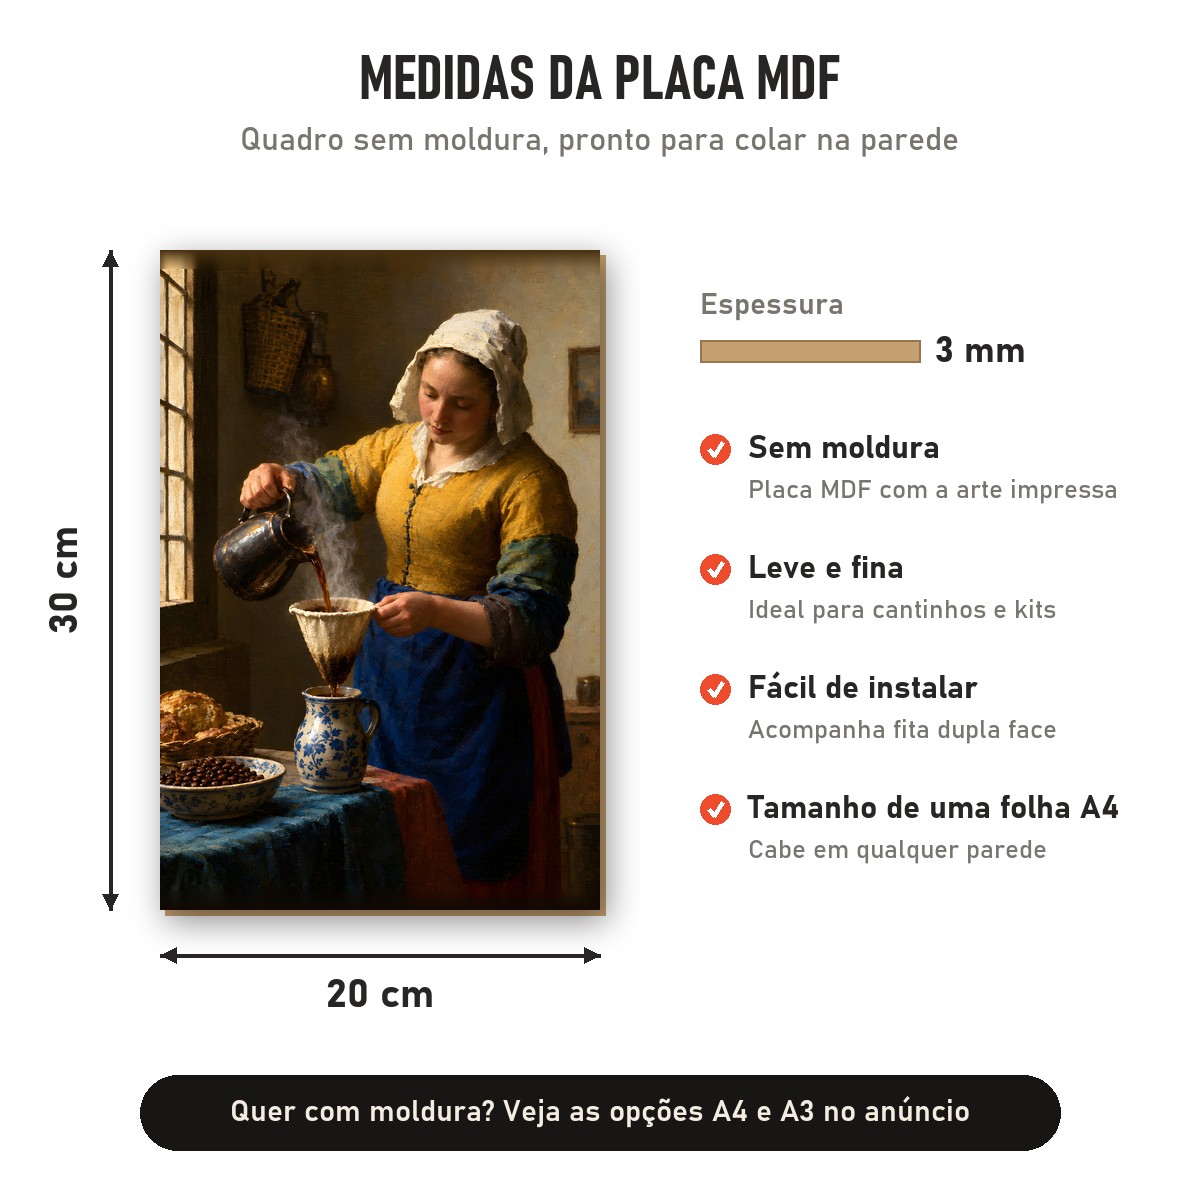 MEDIDAS DA PLACA MDF
Quadro sem moldura, pronto para colar na parede
Espessura
3 mm
Sem moldura
Placa MDF com a arte impressa
Leve e fina
Ideal para cantinhos e kits
Fácil de instalar
Acompanha fita dupla face
Tamanho de uma folha A4
Cabe em qualquer parede
30 cm
20 cm
Quer com moldura? Veja as opções A4 e A3 no anúncio